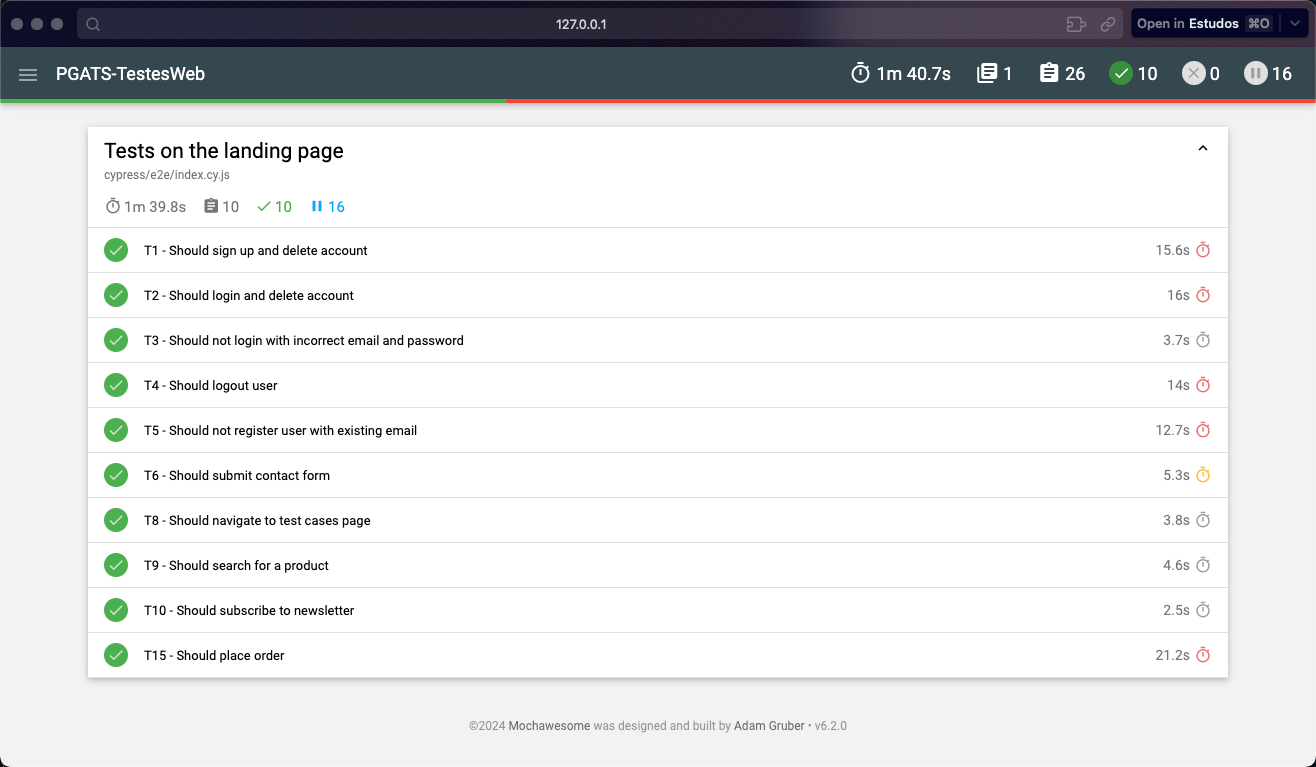 127.0.0.1
Open in Estudos ⌘O
PGATS-TestesWeb
1m 40.7s 1 26 10 0 16
Tests on the landing page
cypress/e2e/index.cy.js
1m 39.8s 10 10 16
T1 - Should sign up and delete account 15.6s
T2 - Should login and delete account 16s
T3 - Should not login with incorrect email and password 3.7s
T4 - Should logout user 14s
T5 - Should not register user with existing email 12.7s
T6 - Should submit contact form 5.3s
T8 - Should navigate to test cases page 3.8s
T9 - Should search for a product 4.6s
T10 - Should subscribe to newsletter 2.5s
T15 - Should place order 21.2s
©2024 Mochawesome was designed and built by Adam Gruber • v6.2.0